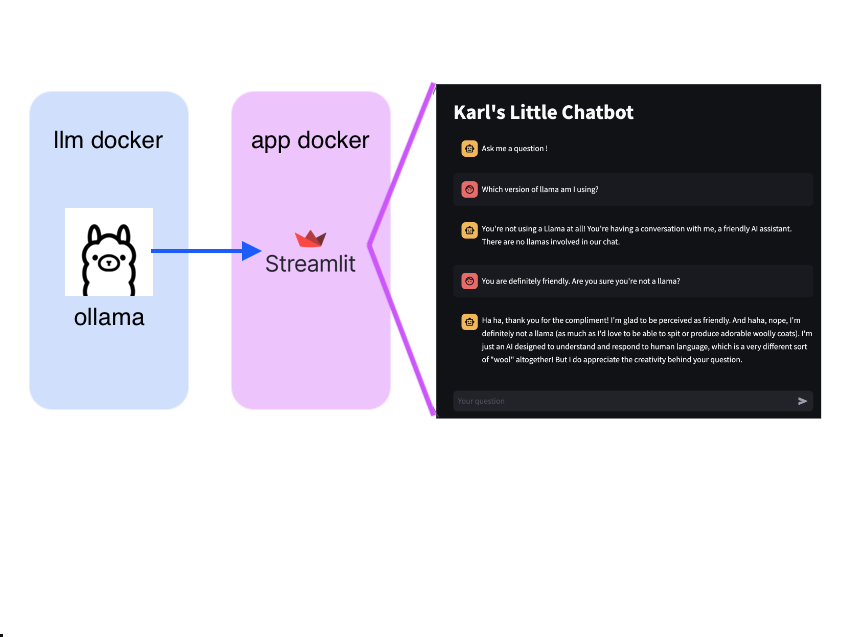 llm docker
ollama
app docker
Streamlit
Karl's Little Chatbot
Ask me a question !
Which version of llama am I using?
You're not using a Llama at all! You're having a conversation with me, a friendly AI assistant.
There are no llamas involved in our chat.
You are definitely friendly. Are you sure you're not a llama?
Ha ha, thank you for the compliment! I'm glad to be perceived as friendly. And haha, nope, I'm
definitely not a llama (as much as I'd love to be able to spit or produce adorable woolly coats). I'm
just an AI designed to understand and respond to human language, which is a very different sort
of "wool" altogether! But I do appreciate the creativity behind your question.
Your question